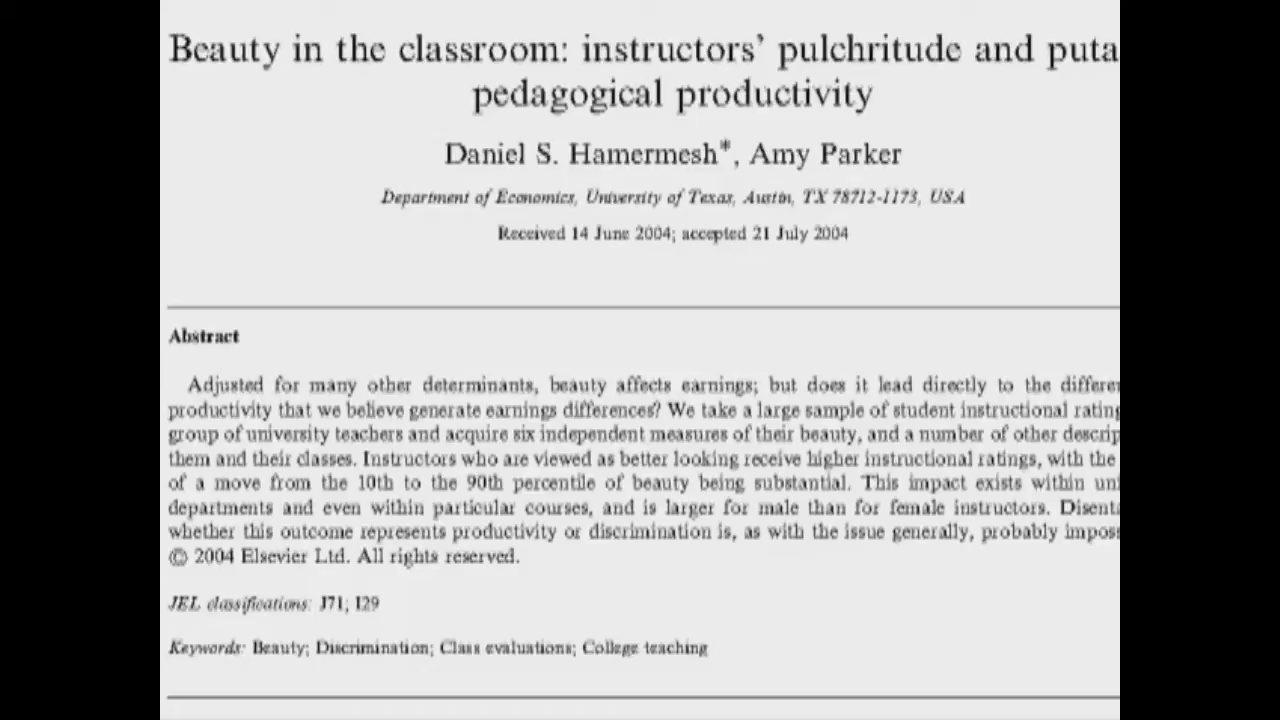 Beauty in the classroom: instructors' pulchritude and puta
pedagogical productivity
Daniel S. Hamermesh*, Amy Parker
Department of Economics, University of Texas, Austin, TX 78712-1173, USA
Received 14 June 2004; accepted 21 July 2004
Abstract
Adjusted for many other determinants, beauty affects earnings; but does it lead directly to the differen
productivity that we believe generate earnings differences? We take a large sample of student instructional rating
group of university teachers and acquire six independent measures of their beauty, and a number of other descrip
them and their classes. Instructors who are viewed as better looking receive higher instructional ratings, with the
of a move from the 10th to the 90th percentile of beauty being substantial. This impact exists within uni
departments and even within particular courses, and is larger for male than for female instructors. Disenta
whether this outcome represents productivity or discrimination is, as with the issue generally, probably imposs
© 2004 Elsevier Ltd. All rights reserved.
JEL classifications: J71; I29
Keywords: Beauty; Discrimination; Class evaluations; College teaching